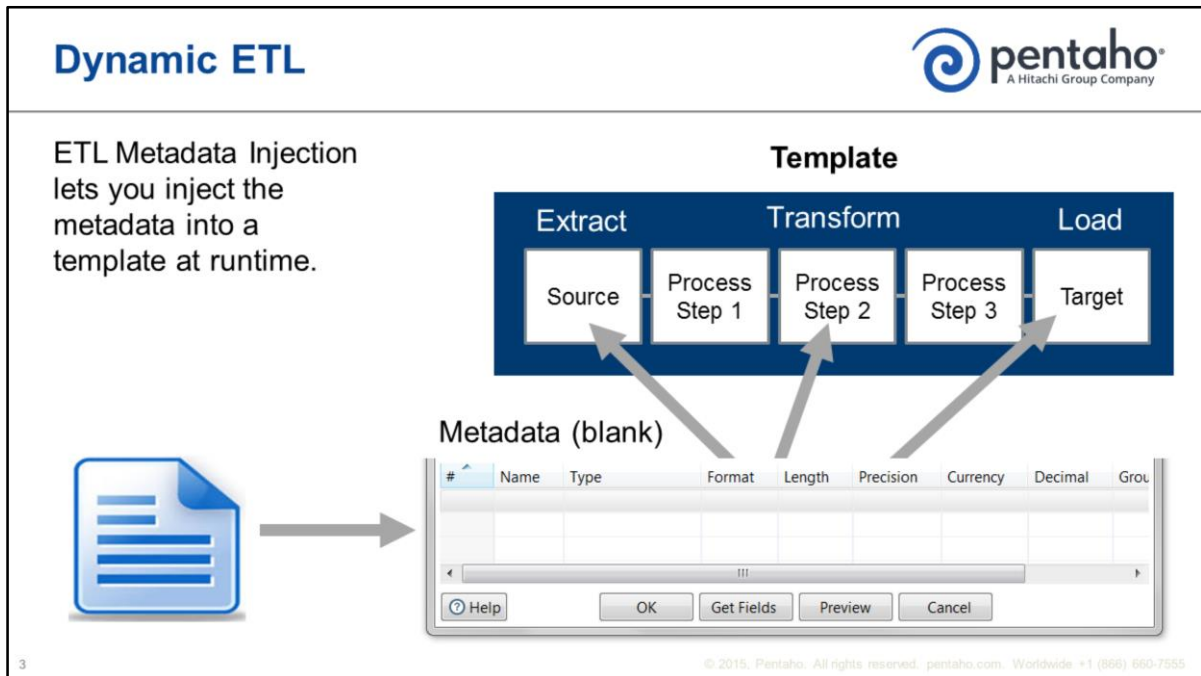 Dynamic ETL
pentaho®
A Hitachi Group Company
ETL Metadata Injection
lets you inject the
metadata into a
template at runtime.
Template
Extract Transform Load
Source
Process
Step 1
Process
Step 2
Process
Step 3
Target
Metadata (blank)
# Name Type Format Length Precision Currency Decimal Grou
Help OK Get Fields Preview Cancel
3
© 2015, Pentaho. All rights reserved. pentaho.com. Worldwide +1 (866) 660-7555